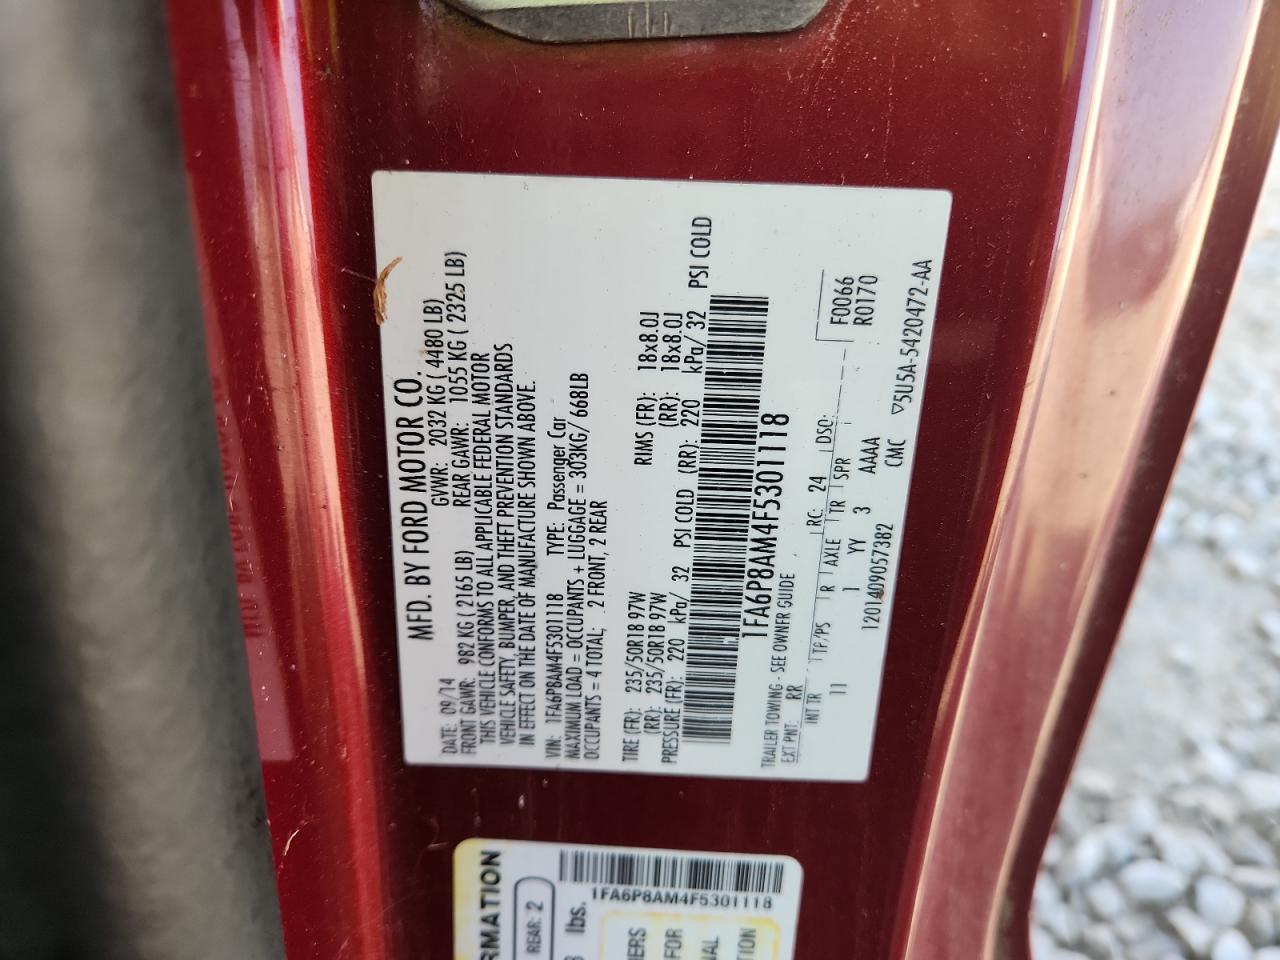 MFD. BY FORD MOTOR CO.
DATE: 09/14 GVWR: 2032 KG ( 4480 LB)
FRONT GAWR: 982 KG ( 2165 LB) REAR GAWR: 1055 KG ( 2325 LB)
THIS VEHICLE CONFORMS TO ALL APPLICABLE FEDERAL MOTOR
VEHICLE SAFETY, BUMPER, AND THEFT PREVENTION STANDARDS
IN EFFECT ON THE DATE OF MANUFACTURE SHOWN ABOVE.
VIN: 1FA6P8AM4F5301118 TYPE: Passenger Car
MAXIMUM LOAD = OCCUPANTS + LUGGAGE = 303KG/ 668LB
OCCUPANTS = 4 TOTAL; 2 FRONT, 2 REAR
TIRE (FR): 235/50R18 97W RIMS (FR): 18x8.0J
(RR): 235/50R18 97W (RR): 18x8.0J
PRESSURE (FR): 220 kPa/ 32 PSI COLD (RR): 220 kPa/ 32 PSI COLD
1FA6P8AM4F5301118
TRAILER TOWING - SEE OWNER GUIDE
EXT PNT: RR RC: 24 DSO: F0066
INT TR TP/PS R AXLE TR SPR R0170
11 1 YY 3 AAAA
1201409057382 CMC ▽5U5A-5420472-AA
RMATION
REAR: 2
lbs.
1FA6P8AM4F5301118